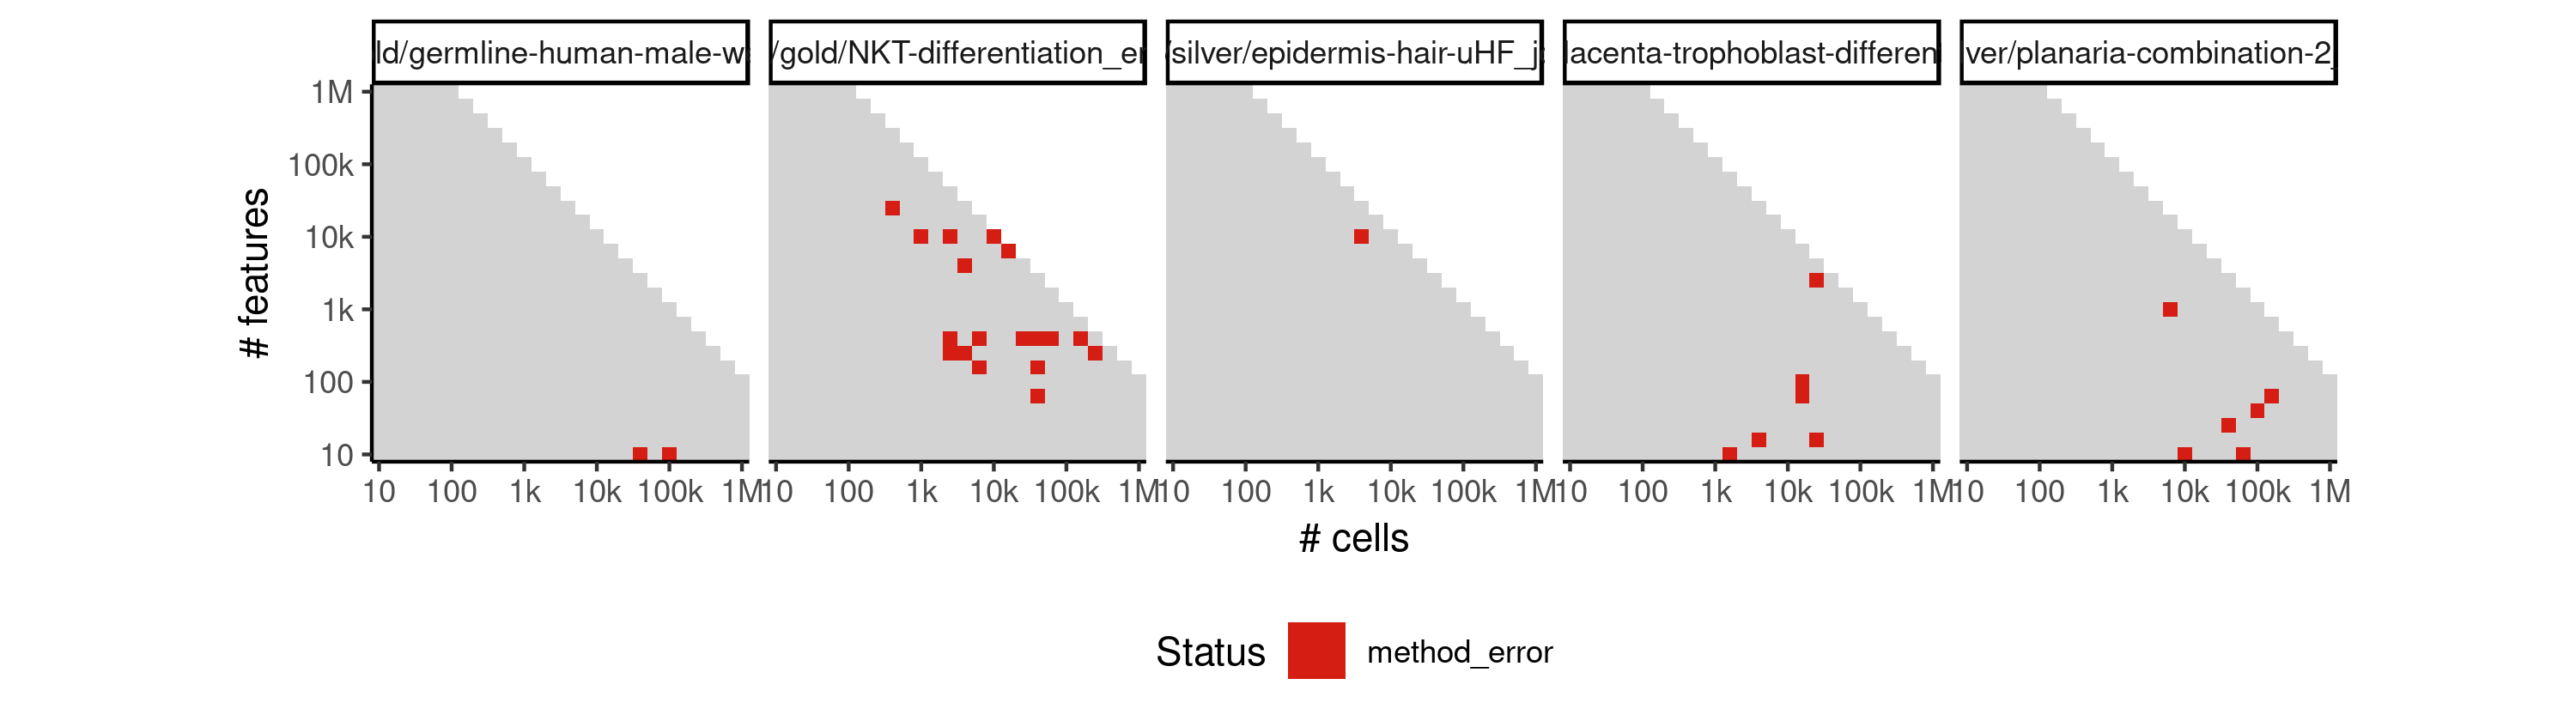 ld/germline-human-male-w
/gold/NKT-differentiation_e
/silver/epidermis-hair-uHF_j
lacenta-trophoblast-differen
ver/planaria-combination-2
1M
100k
10k
1k
100
10
# features
10 100 1k 10k 100k 1M
10 100 1k 10k 100k 1M
10 100 1k 10k 100k 1M
10 100 1k 10k 100k 1M
10 100 1k 10k 100k 1M
# cells
Status method_error